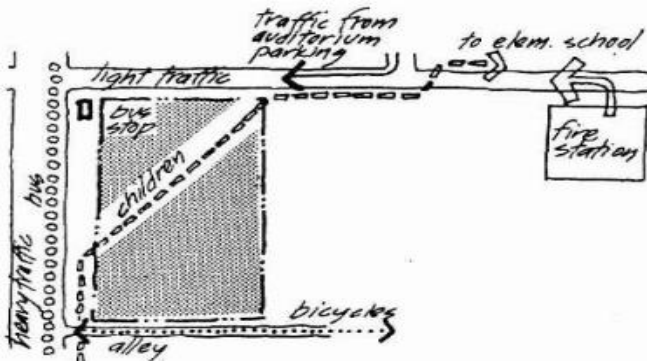 traffic from
auditorium
parking
to elem. school
light traffic
bus
stop
fire
station
children
heavy traffic
bus
bicycles
alley